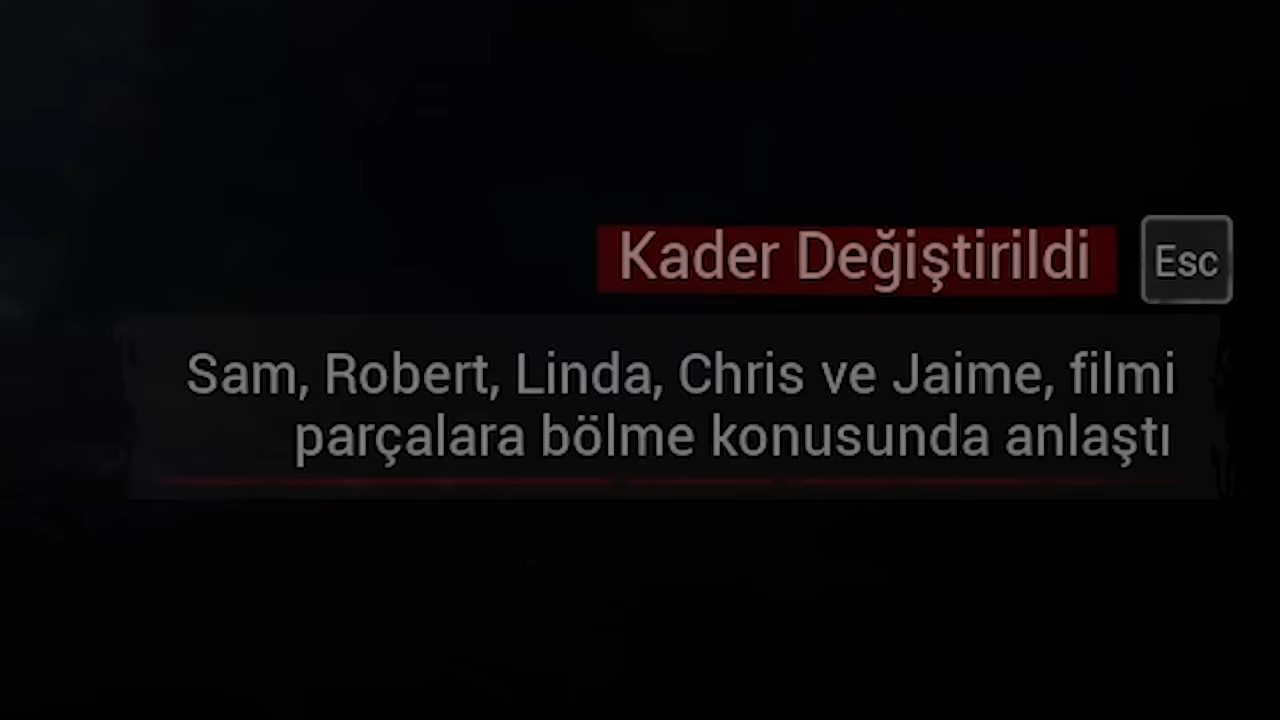 Kader Değiştirildi
Esc
Sam, Robert, Linda, Chris ve Jaime, filmi
parçalara bölme konusunda anlaştı